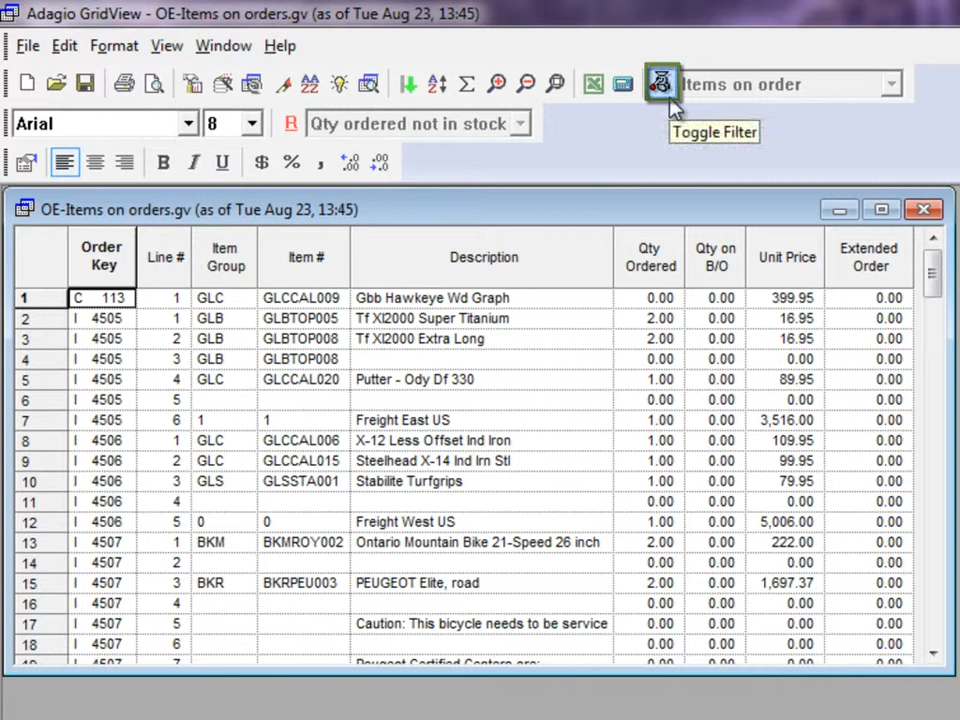 Adagio GridView - OE-Items on orders.gv (as of Tue Aug 23, 13:45)
File Edit Format View Window Help
Items on order
Toggle Filter
Arial 8 R Qty ordered not in stock
B I U $ % ,
OE-Items on orders.gv (as of Tue Aug 23, 13:45)
Order Key Line # Item Group Item # Description Qty Ordered Qty on B/O Unit Price Extended Order
1 C 113 1 GLC GLCCAL009 Gbb Hawkeye Wd Graph 0.00 0.00 399.95 0.00
2 I 4505 1 GLB GLBTOP005 Tf Xl2000 Super Titanium 2.00 0.00 16.95 0.00
3 I 4505 2 GLB GLBTOP008 Tf Xl2000 Extra Long 2.00 0.00 16.95 0.00
4 I 4505 3 GLB GLBTOP008 0.00 0.00 0.00 0.00
5 I 4505 4 GLC GLCCAL020 Putter - Ody Df 330 1.00 0.00 89.95 0.00
6 I 4505 5 0.00 0.00 0.00 0.00
7 I 4505 6 1 1 Freight East US 1.00 0.00 3,516.00 0.00
8 I 4506 1 GLC GLCCAL006 X-12 Less Offset Ind Iron 1.00 0.00 109.95 0.00
9 I 4506 2 GLC GLCCAL015 Steelhead X-14 Ind Irn Stl 1.00 0.00 99.95 0.00
10 I 4506 3 GLS GLSSTA001 Stabilite Turfgrips 1.00 0.00 79.95 0.00
11 I 4506 4 0.00 0.00 0.00 0.00
12 I 4506 5 0 0 Freight West US 1.00 0.00 5,006.00 0.00
13 I 4507 1 BKM BKMROY002 Ontario Mountain Bike 21-Speed 26 inch 2.00 0.00 222.00 0.00
14 I 4507 2 0.00 0.00 0.00 0.00
15 I 4507 3 BKR BKRPEU003 PEUGEOT Elite, road 2.00 0.00 1,697.37 0.00
16 I 4507 4 0.00 0.00 0.00 0.00
17 I 4507 5 Caution: This bicycle needs to be service 0.00 0.00 0.00 0.00
18 I 4507 6 0.00 0.00 0.00 0.00
19 I 4507 7 Peugeot Certified Centers are: 0.00 0.00 0.00 0.00